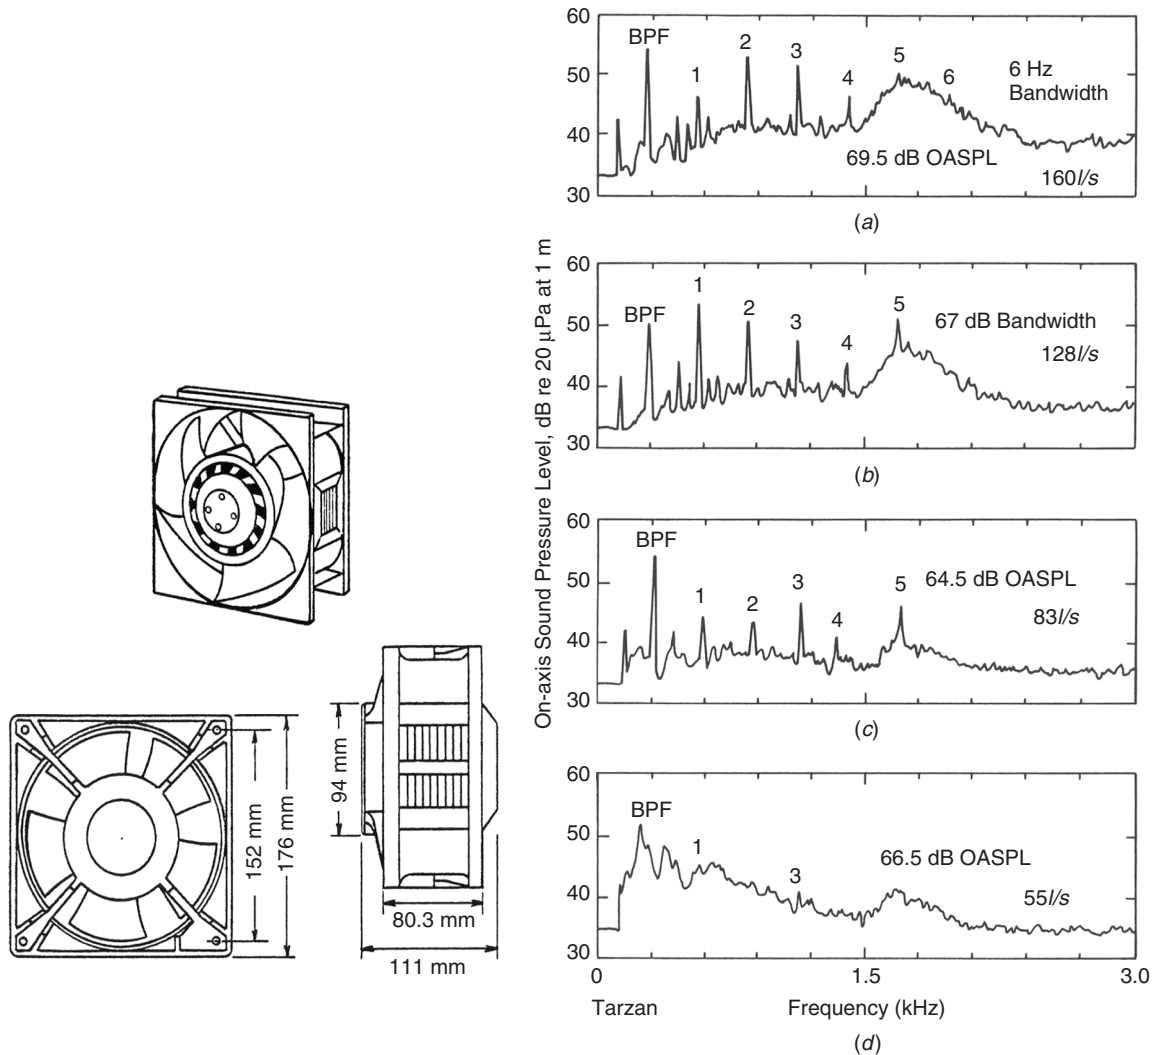 152 mm
176 mm
94 mm
80.3 mm
111 mm
On-axis Sound Pressure Level, dB re 20 µPa at 1 m
60
50
40
30
BPF
1
2
3
4
5
6
6 Hz
Bandwidth
69.5 dB OASPL
160l/s
(a)
60
50
40
30
BPF
1
2
3
4
5
67 dB Bandwidth
128l/s
(b)
60
50
40
30
BPF
1
2
3
4
5
64.5 dB OASPL
83l/s
(c)
60
50
40
30
BPF
1
3
66.5 dB OASPL
55l/s
0
1.5
3.0
Tarzan
Frequency (kHz)
(d)